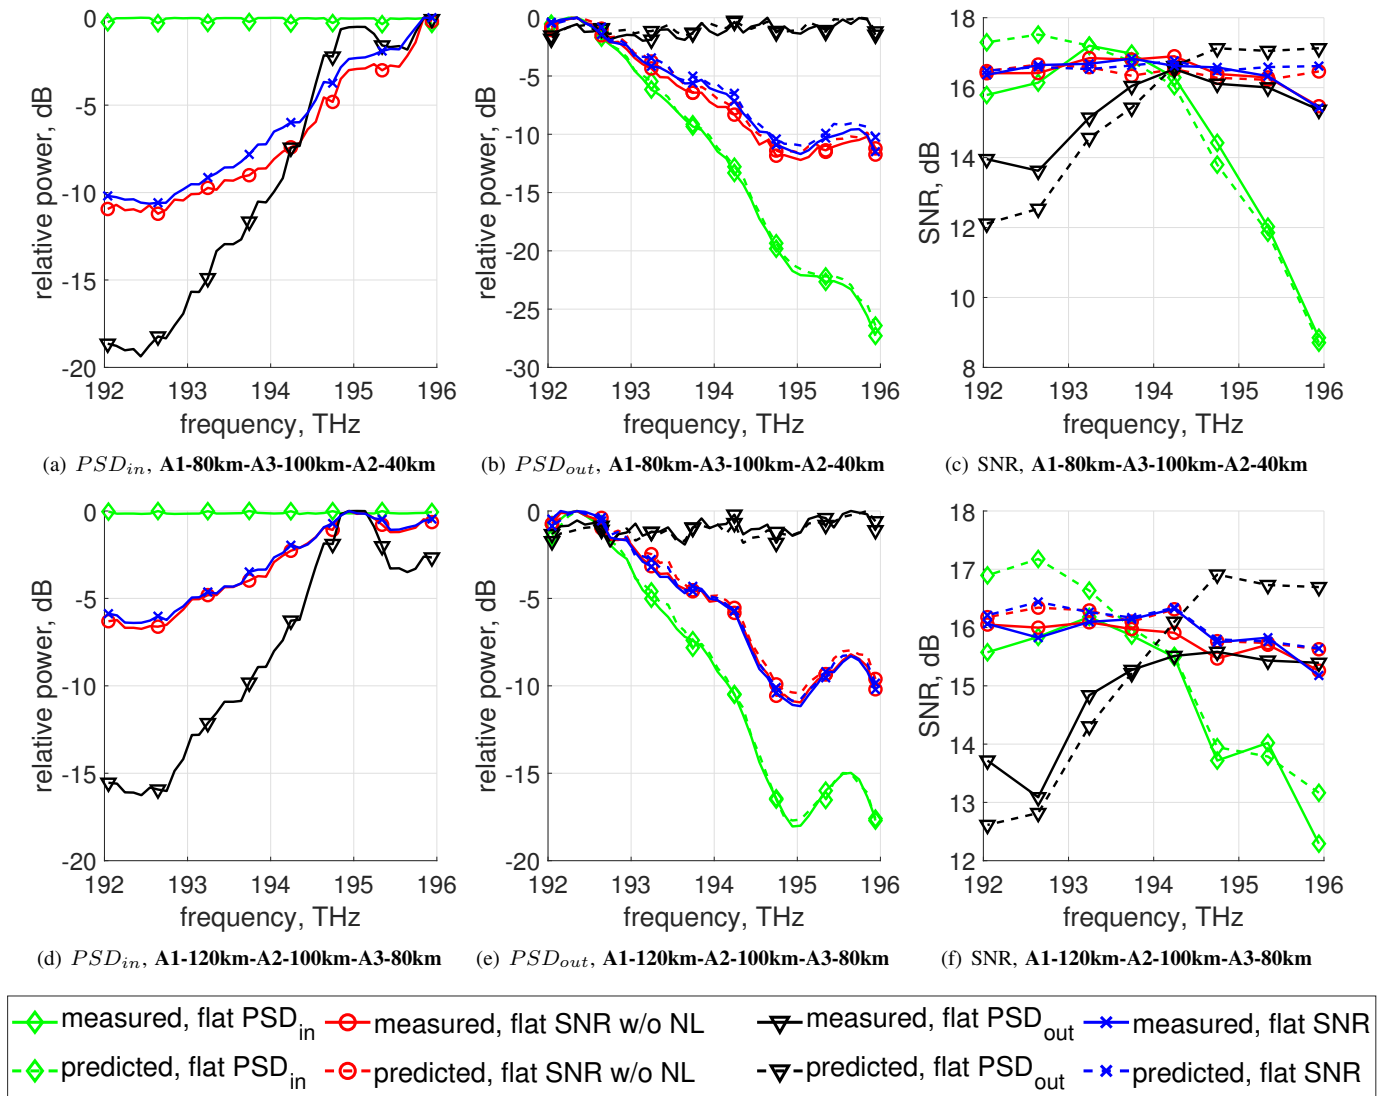 0
-5
-10
-15
-20
192 193 194 195 196
relative power, dB
frequency, THz
(a) PSD_in, A1-80km-A3-100km-A2-40km
0
-5
-10
-15
-20
-25
-30
192 193 194 195 196
relative power, dB
frequency, THz
(b) PSD_out, A1-80km-A3-100km-A2-40km
18
16
14
12
10
8
192 193 194 195 196
SNR, dB
frequency, THz
(c) SNR, A1-80km-A3-100km-A2-40km
0
-5
-10
-15
-20
192 193 194 195 196
relative power, dB
frequency, THz
(d) PSD_in, A1-120km-A2-100km-A3-80km
0
-5
-10
-15
-20
192 193 194 195 196
relative power, dB
frequency, THz
(e) PSD_out, A1-120km-A2-100km-A3-80km
18
17
16
15
14
13
12
192 193 194 195 196
SNR, dB
frequency, THz
(f) SNR, A1-120km-A2-100km-A3-80km
measured, flat PSD_in measured, flat SNR w/o NL measured, flat PSD_out measured, flat SNR
predicted, flat PSD_in predicted, flat SNR w/o NL predicted, flat PSD_out predicted, flat SNR